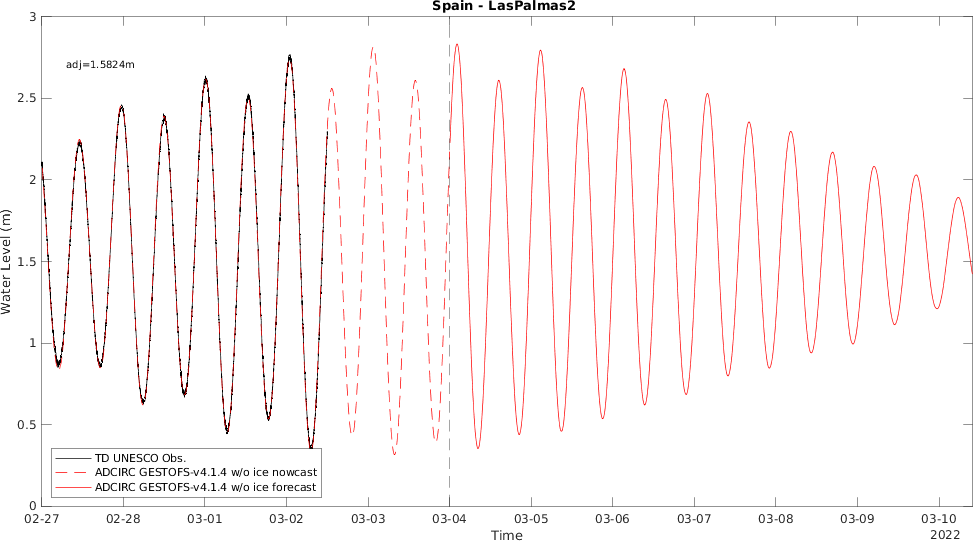 Spain - LasPalmas2
adj=1.5824m
Water Level (m)
3
2.5
2
1.5
1
0.5
0
TD UNESCO Obs.
ADCIRC GESTOFS-v4.1.4 w/o ice nowcast
ADCIRC GESTOFS-v4.1.4 w/o ice forecast
02-27 02-28 03-01 03-02 03-03 03-04 03-05 03-06 03-07 03-08 03-09 03-10
2022
Time